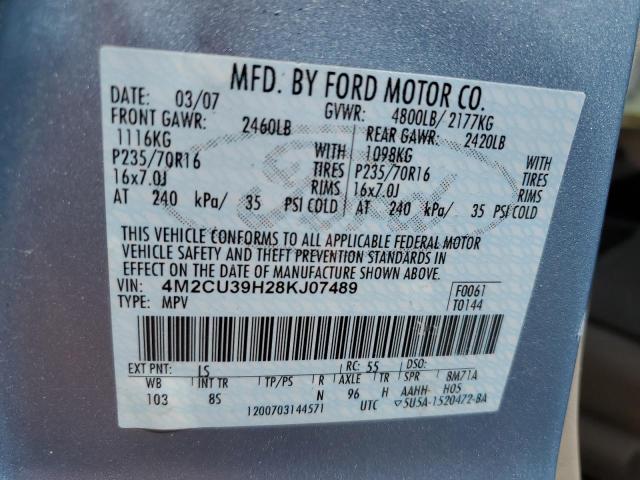 MFD. BY FORD MOTOR CO.
DATE: 03/07 GVWR: 4800LB/ 2177KG
FRONT GAWR: 2460LB REAR GAWR: 2420LB
1116KG WITH 1098KG WITH
P235/70R16 TIRES P235/70R16 TIRES
16x7.0J RIMS 16x7.0J RIMS
AT 240 kPa/ 35 PSI COLD AT 240 kPa/ 35 PSI COLD
Ford
THIS VEHICLE CONFORMS TO ALL APPLICABLE FEDERAL MOTOR
VEHICLE SAFETY AND THEFT PREVENTION STANDARDS IN
EFFECT ON THE DATE OF MANUFACTURE SHOWN ABOVE.
VIN: 4M2CU39H28KJ07489 F0061
TYPE: MPV T0144
EXT PNT: LS RC: 55 DSO:
WB INT TR TP/PS R AXLE TR SPR BM71A
103 85 N 96 H AAHH- H05
1200703144571 UTC ▽5U5A-1520472-BA